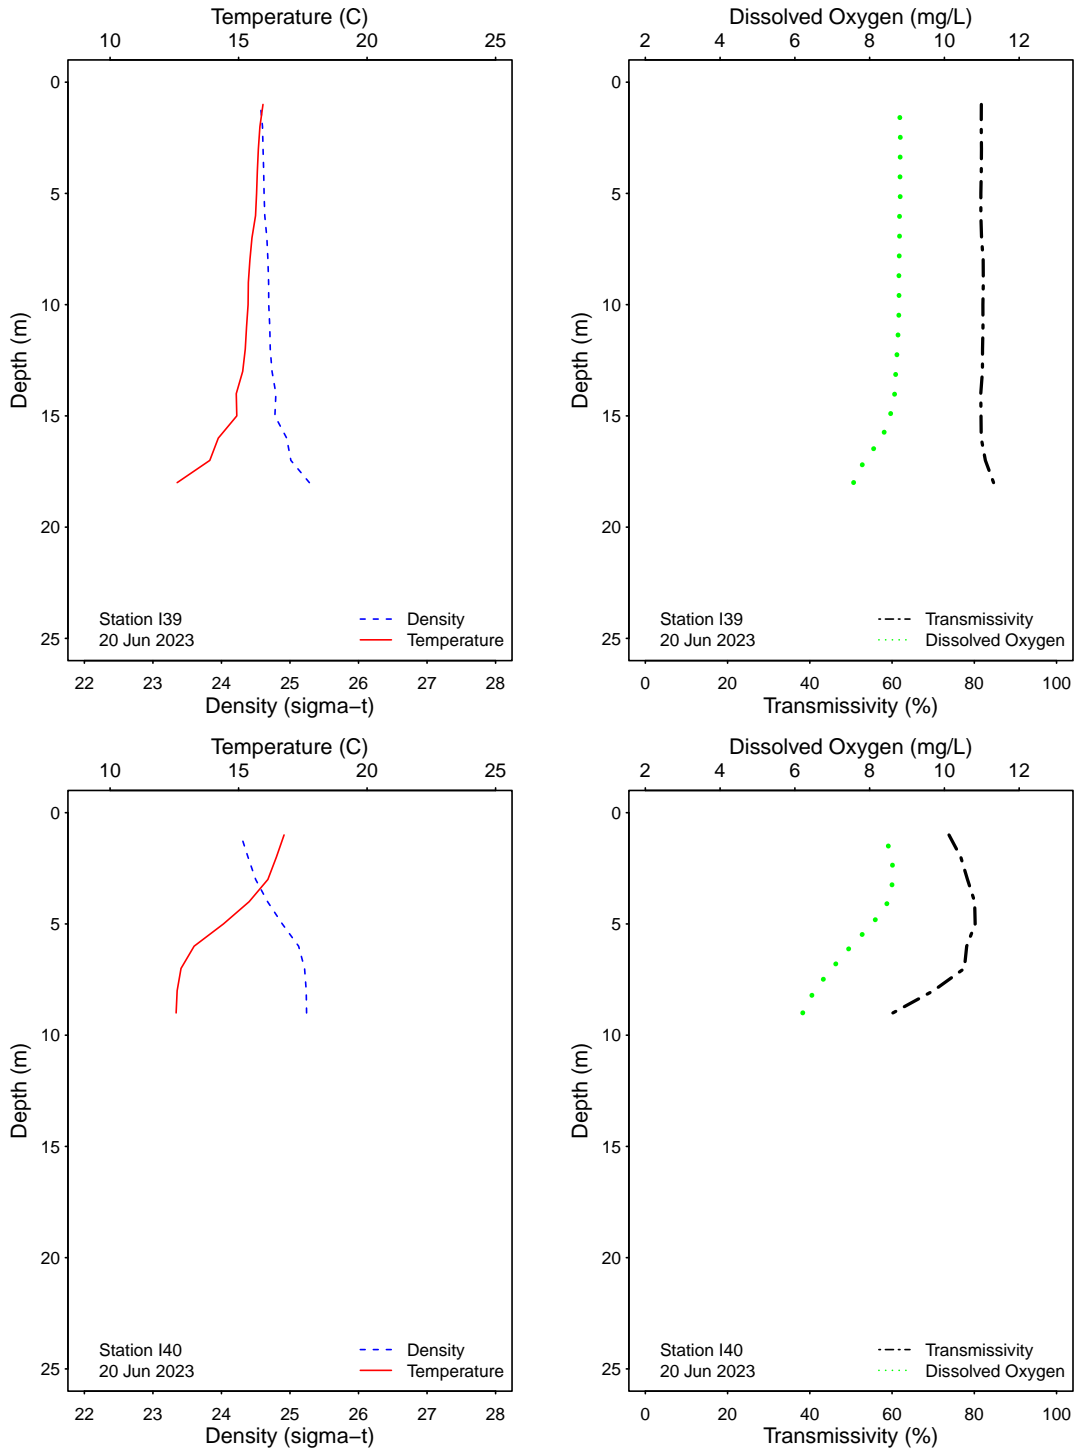 Temperature (C)
10 15 20 25
0
5
10
15
20
25
Depth (m)
Station I39
20 Jun 2023
Density
Temperature
22 23 24 25 26 27 28
Density (sigma−t)
Dissolved Oxygen (mg/L)
2 4 6 8 10 12
0
5
10
15
20
25
Depth (m)
Station I39
20 Jun 2023
Transmissivity
Dissolved Oxygen
0 20 40 60 80 100
Transmissivity (%)
Temperature (C)
10 15 20 25
0
5
10
15
20
25
Depth (m)
Station I40
20 Jun 2023
Density
Temperature
22 23 24 25 26 27 28
Density (sigma−t)
Dissolved Oxygen (mg/L)
2 4 6 8 10 12
0
5
10
15
20
25
Depth (m)
Station I40
20 Jun 2023
Transmissivity
Dissolved Oxygen
0 20 40 60 80 100
Transmissivity (%)